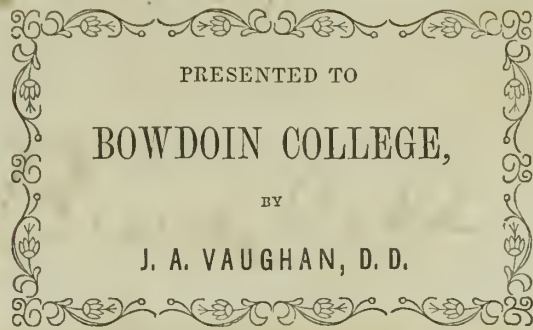 PRESENTED TO
BOWDOIN COLLEGE,
BY
J. A. VAUGHAN, D. D.